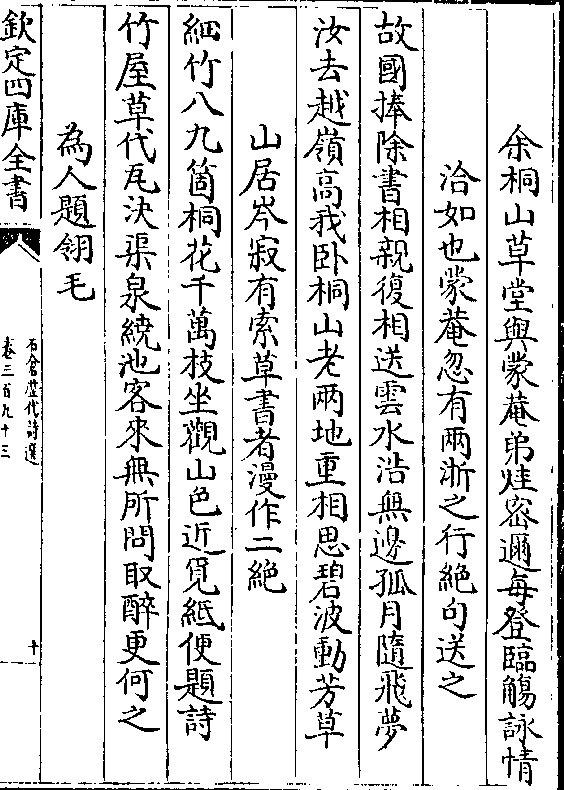 余桐山草堂與蒙菴弟㷀密邇每登臨觴詠情
洽如也蒙菴忽有兩淅之行絶句送之
故國捧除書相親復相送雲水浩無邊孤月隨飛夢
汝去越嶺高我卧桐山老兩地重相思碧波動芳草
山居岑寂有索草書者漫作二絶
細竹八九箇桐花千萬枝坐觀山色近覓紙便題詩
竹屋草代瓦決渠泉繞池客來無所問取醉更何之
為人題翎毛
欽定四庫全書
石倉歷代詩選
卷三百九十三
十